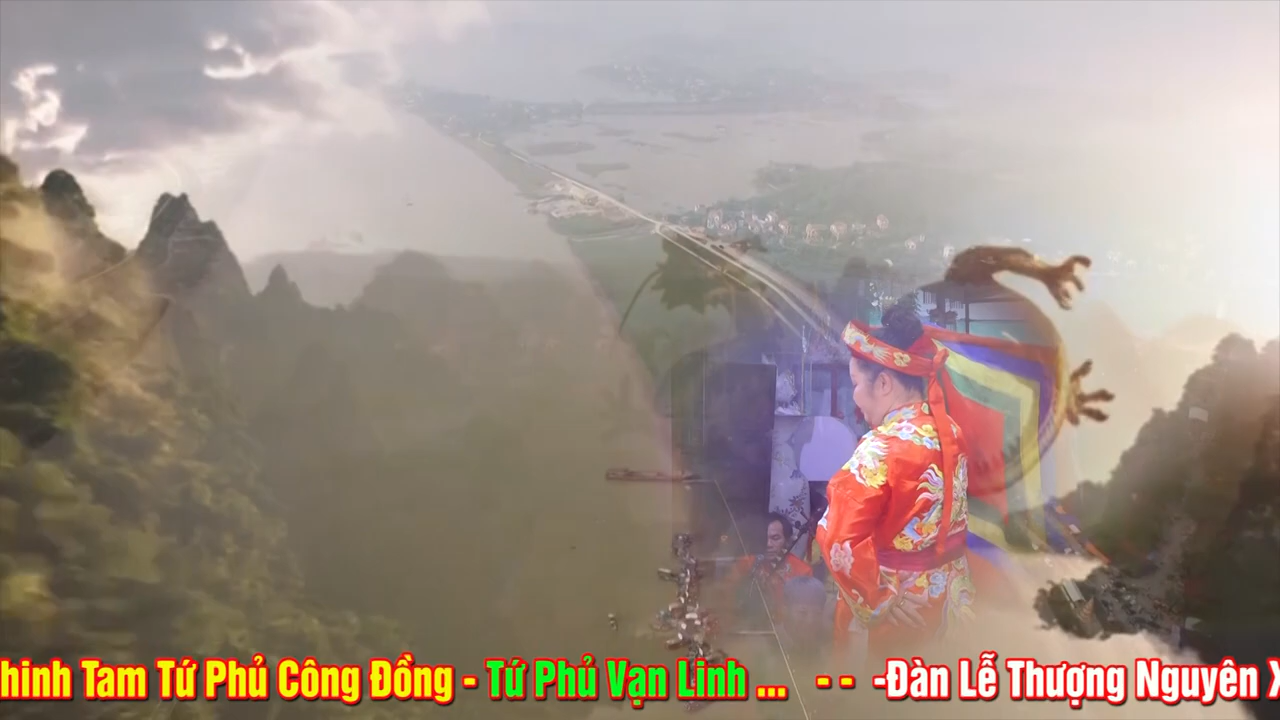 hinh Tam Tứ Phủ Công Đồng - Tứ Phủ Vạn Linh ... - - -Đàn Lễ Thượng Nguyên X